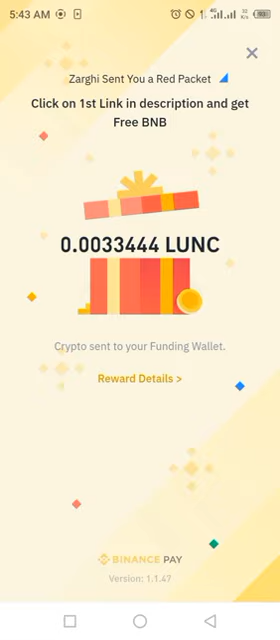 5:43 AM
Zarghi Sent You a Red Packet
Click on 1st Link in description and get
Free BNB
0.0033444 LUNC
Crypto sent to your Funding Wallet.
Reward Details >
BINANCE PAY
Version: 1.1.47